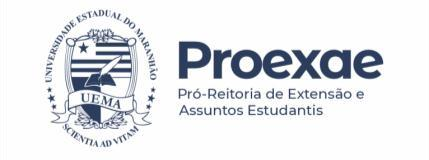 UNIVERSIDADE ESTADUAL DO MARANHÃO
UEMA
SCIENTIA AD VITAM
Proexae
Pró-Reitoria de Extensão e
Assuntos Estudantis